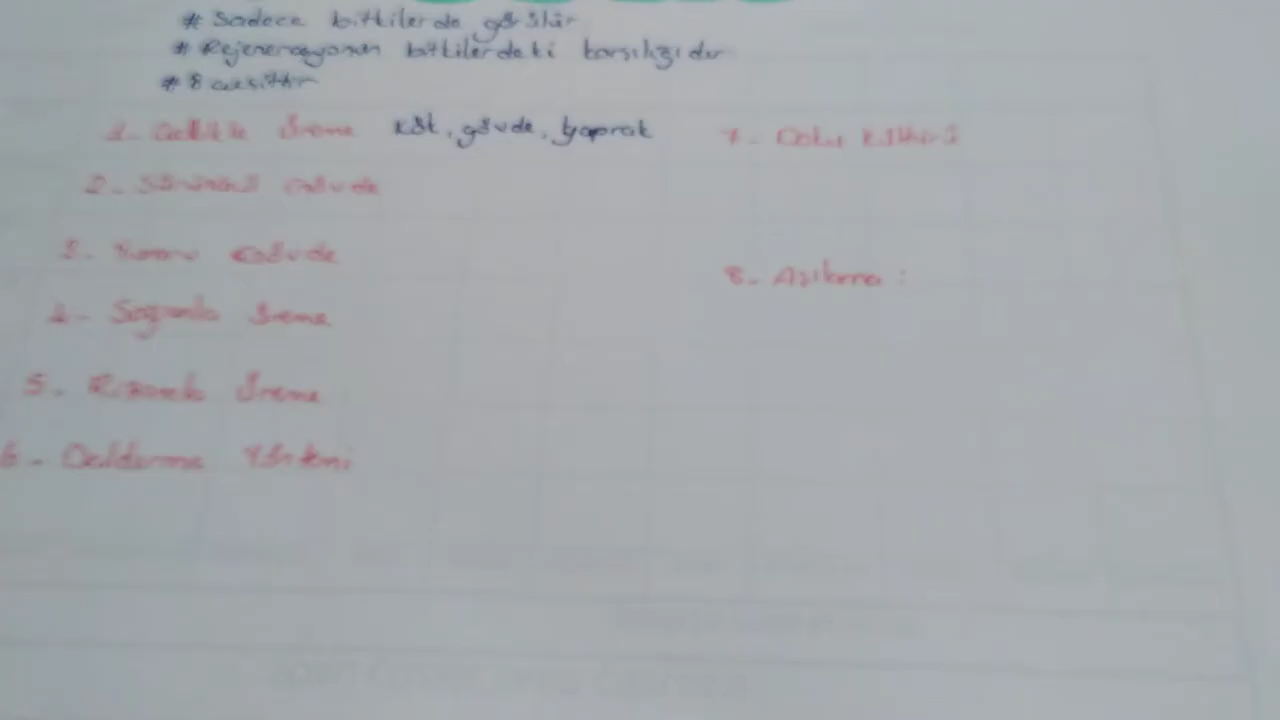 # Sadece bitkilerde görülür
# Rejenerasyonun bitkilerdeki karşılığıdır
# 8 çeşittir
1- Çelikle Üreme kök, gövde, yaprak
2- Sürünücü Gövde
3- Yumru Gövde
4- Soğanla Üreme
5- Rizomla Üreme
6- Daldırma Yöntemi
7- Doku Kültürü
8- Aşılama :